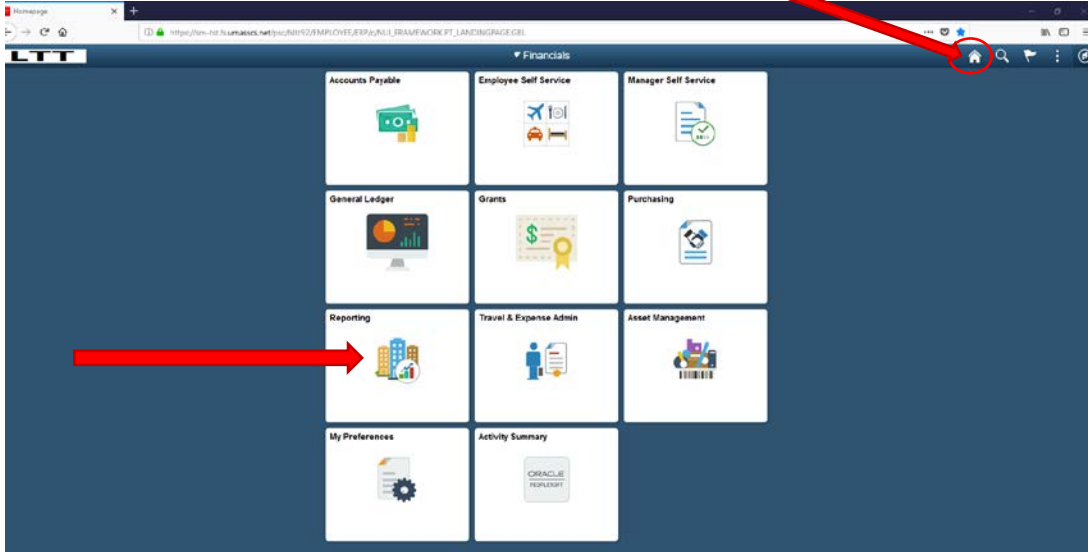 Homepage
LTT
Financials
Accounts Payable
Employee Self Service
Manager Self Service
General Ledger
Grants
Purchasing
Reporting
Travel & Expense Admin
Asset Management
My Preferences
Activity Summary
ORACLE
PEOPLESOFT